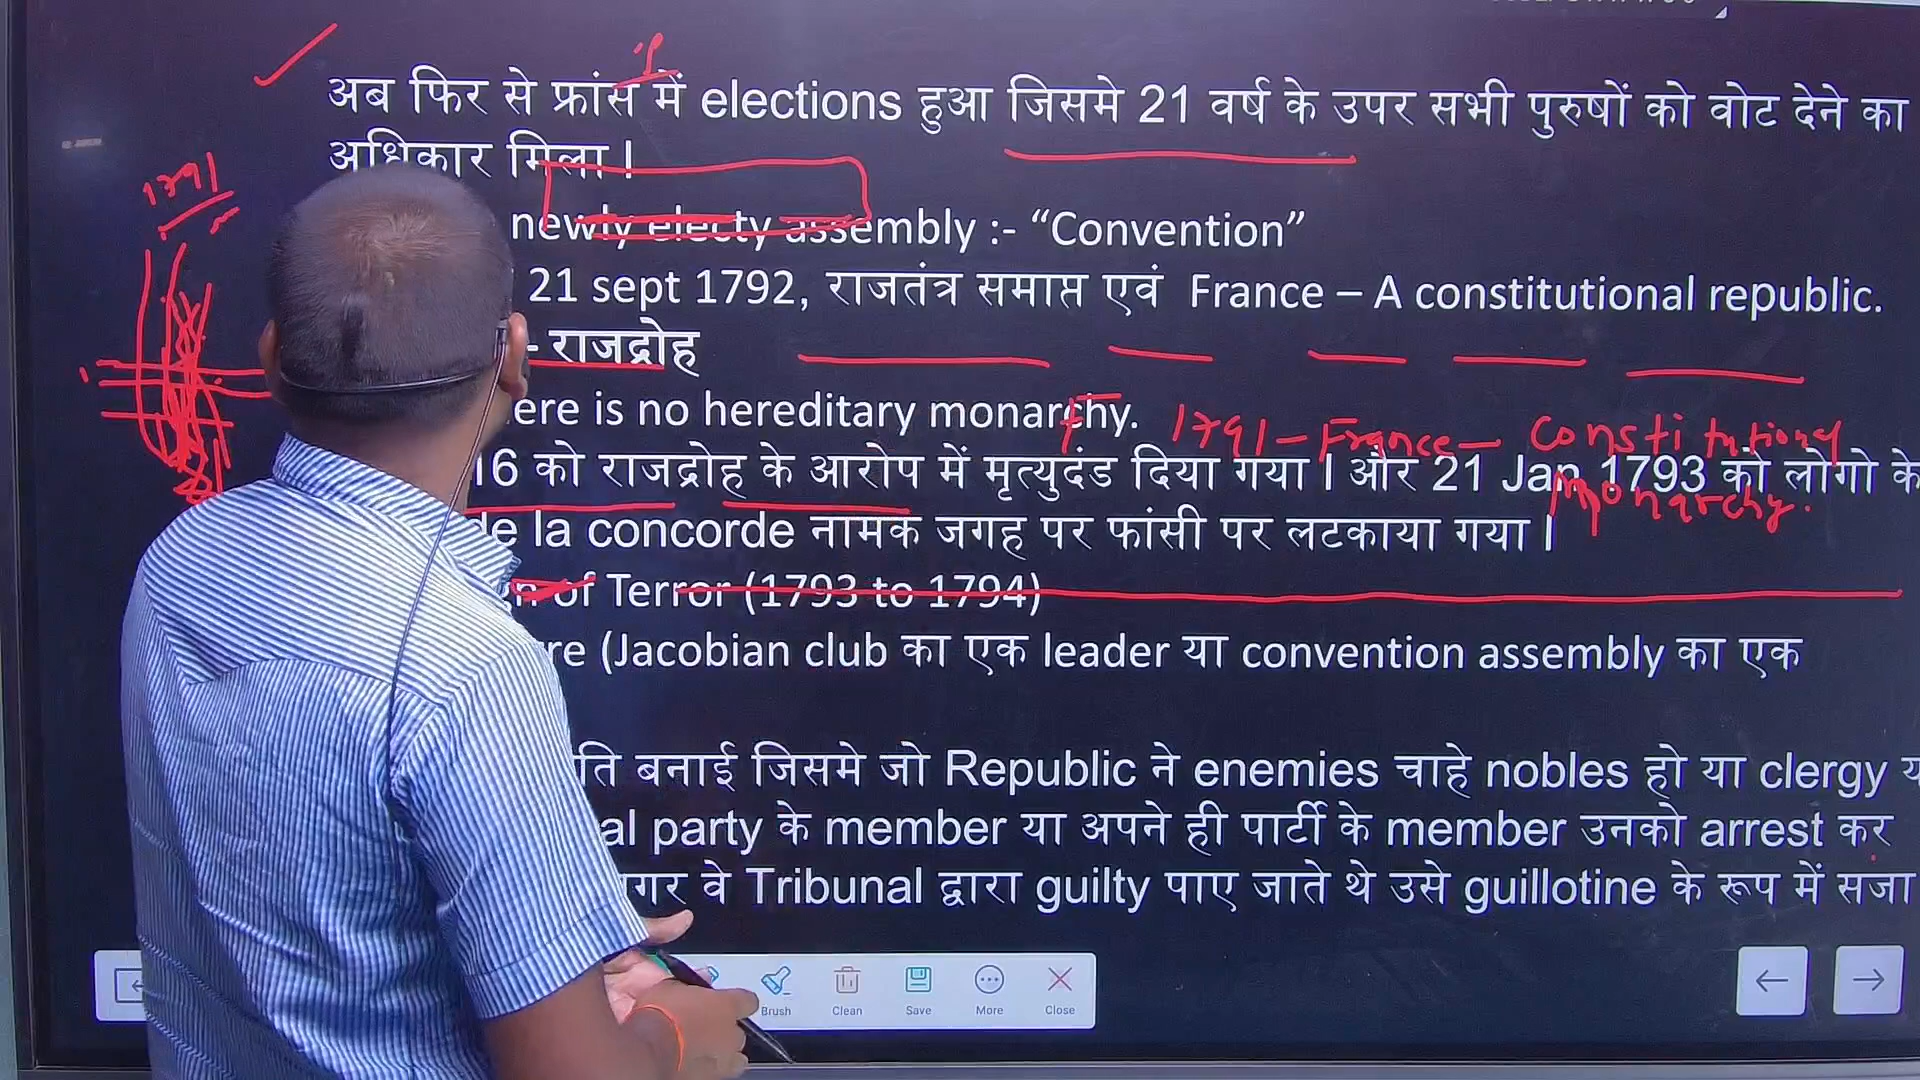 अब फिर से फ्रांस में elections हुआ जिसमे 21 वर्ष के उपर सभी पुरुषों को वोट देने का
अधिकार मिला |
1791
newly electy assembly :- “Convention”
21 sept 1792, राजतंत्र समाप्त एवं France – A constitutional republic.
- राजद्रोह
ere is no hereditary monarchy.
1791 – France – Constitutional
monarchy.
16 को राजद्रोह के आरोप में मृत्युदंड दिया गया | और 21 Jan 1793 को लोगो के
de la concorde नामक जगह पर फांसी पर लटकाया गया |
gn of Terror (1793 to 1794)
rre (Jacobian club का एक leader या convention assembly का एक
ति बनाई जिसमे जो Republic ने enemies चाहे nobles हो या clergy य
al party के member या अपने ही पार्टी के member उनको arrest कर
गर वे Tribunal द्वारा guilty पाए जाते थे उसे guillotine के रूप में सजा
Brush Clean Save More Close